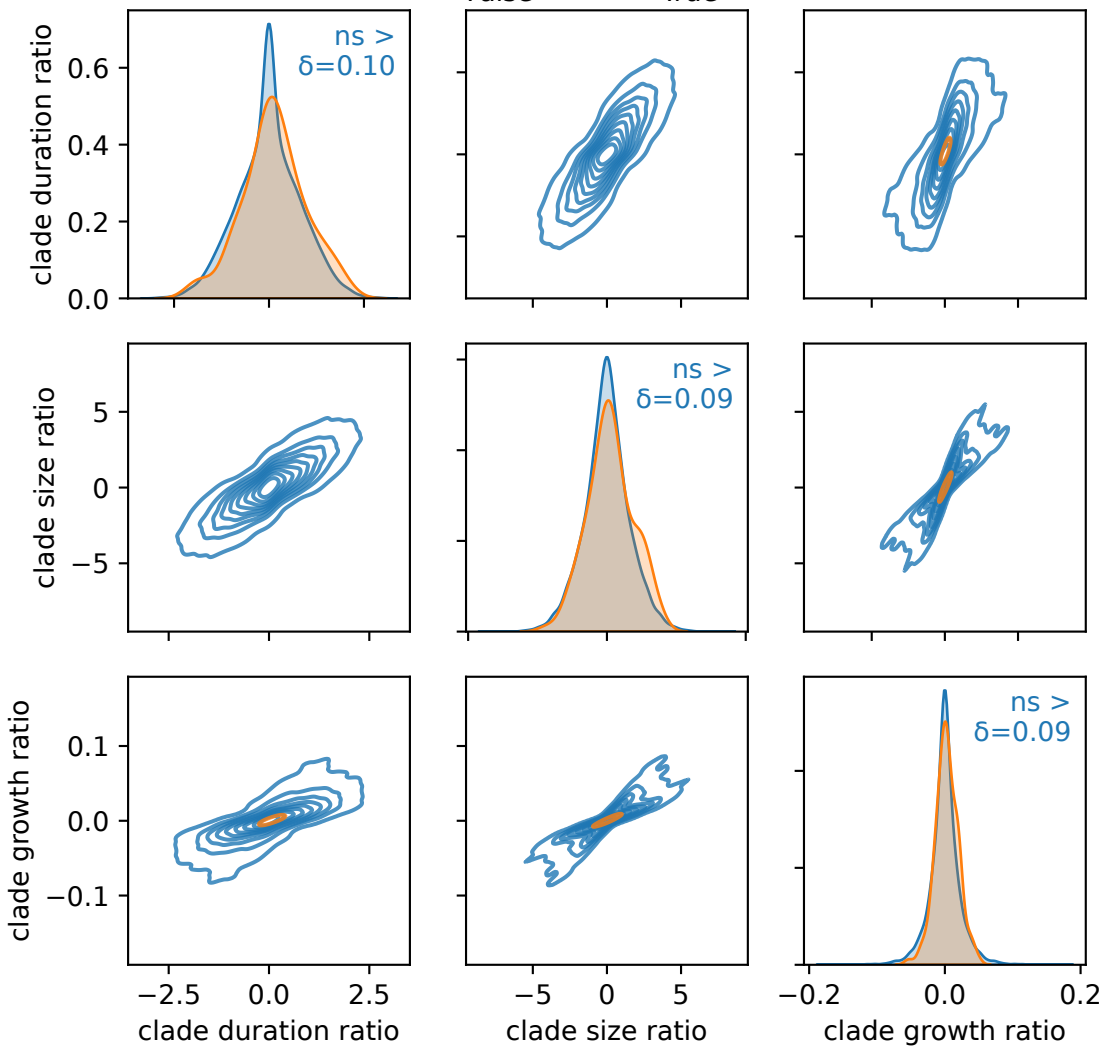 clade duration ratio
0.6
0.4
0.2
0.0
ns >
δ=0.10
clade size ratio
5
0
−5
ns >
δ=0.09
clade growth ratio
0.1
0.0
−0.1
ns >
δ=0.09
−2.5 0.0 2.5
−5 0 5
−0.2 0.0 0.2
clade duration ratio
clade size ratio
clade growth ratio